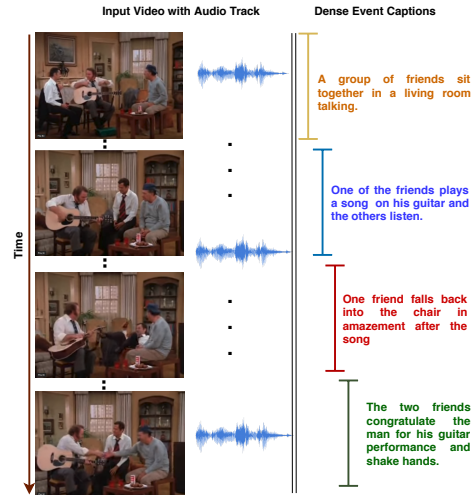 Input Video with Audio Track
Dense Event Captions
Time
A group of friends sit
together in a living room
talking.
One of the friends plays
a song on his guitar and
the others listen.
One friend falls back
into the chair in
amazement after the
song
The two friends
congratulate the
man for his guitar
performance and
shake hands.